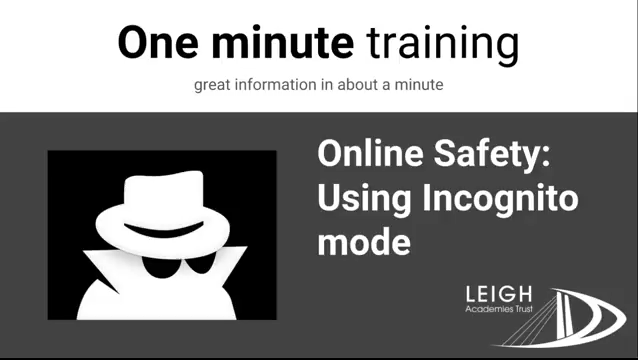 One minute training
great information in about a minute
Online Safety:
Using Incognito
mode
LEIGH
Academies Trust